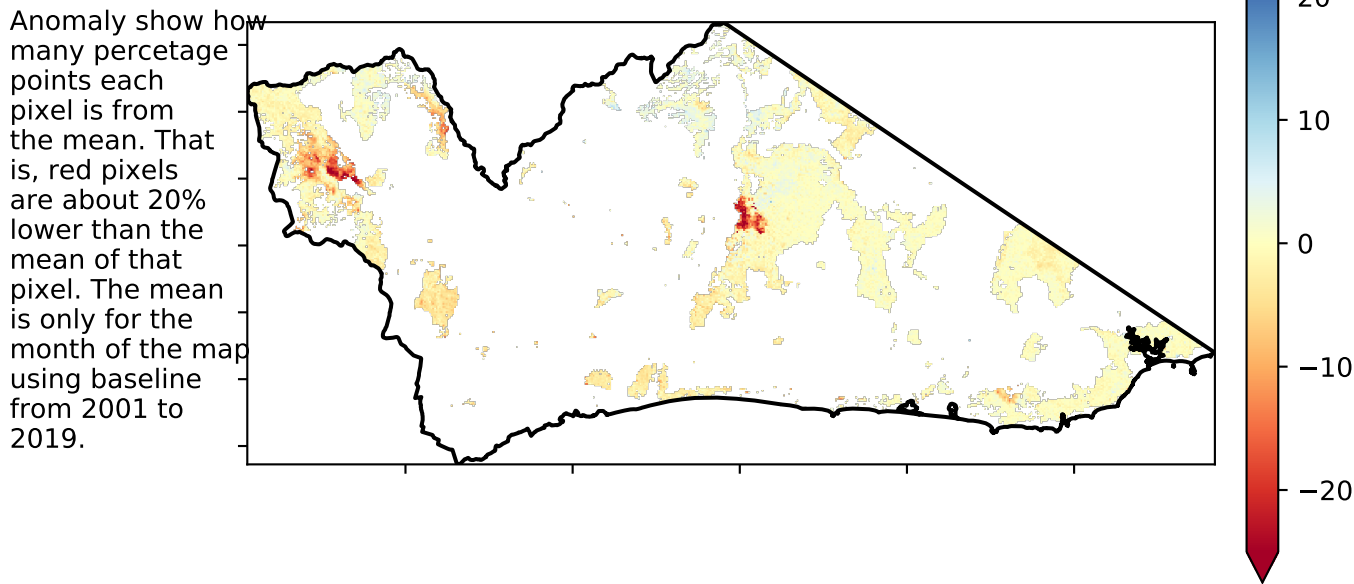 Anomaly show how
many percetage
points each
pixel is from
the mean. That
is, red pixels
are about 20%
lower than the
mean of that
pixel. The mean
is only for the
month of the map
using baseline
from 2001 to
2019.
20
10
0
−10
−20